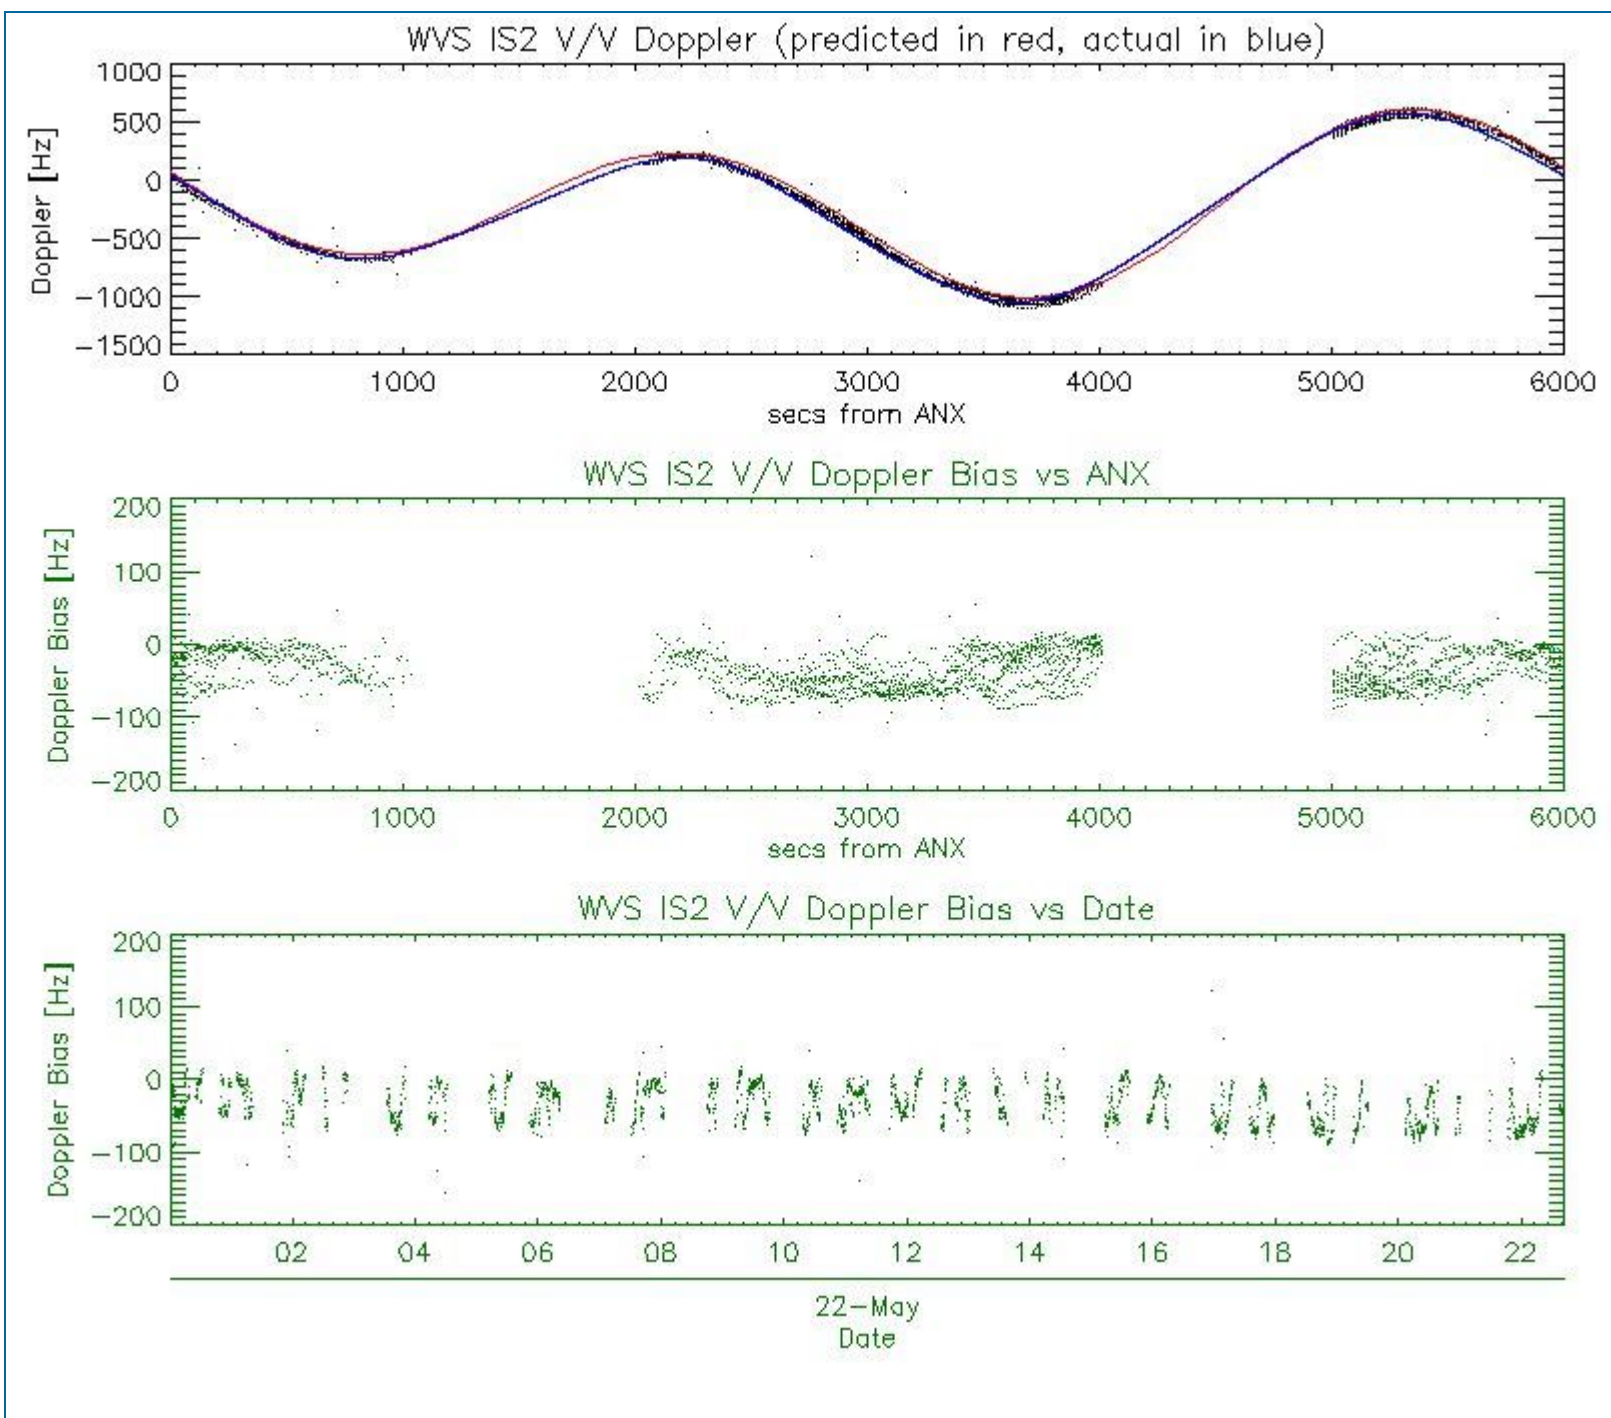 WVS IS2 V/V Doppler (predicted in red, actual in blue)
1000
500
0
−500
−1000
−1500
Doppler [Hz]
0 1000 2000 3000 4000 5000 6000
secs from ANX
WVS IS2 V/V Doppler Bias vs ANX
200
100
0
−100
−200
Doppler Bias [Hz]
0 1000 2000 3000 4000 5000 6000
secs from ANX
WVS IS2 V/V Doppler Bias vs Date
200
100
0
−100
−200
Doppler Bias [Hz]
02 04 06 08 10 12 14 16 18 20 22
22−May
Date